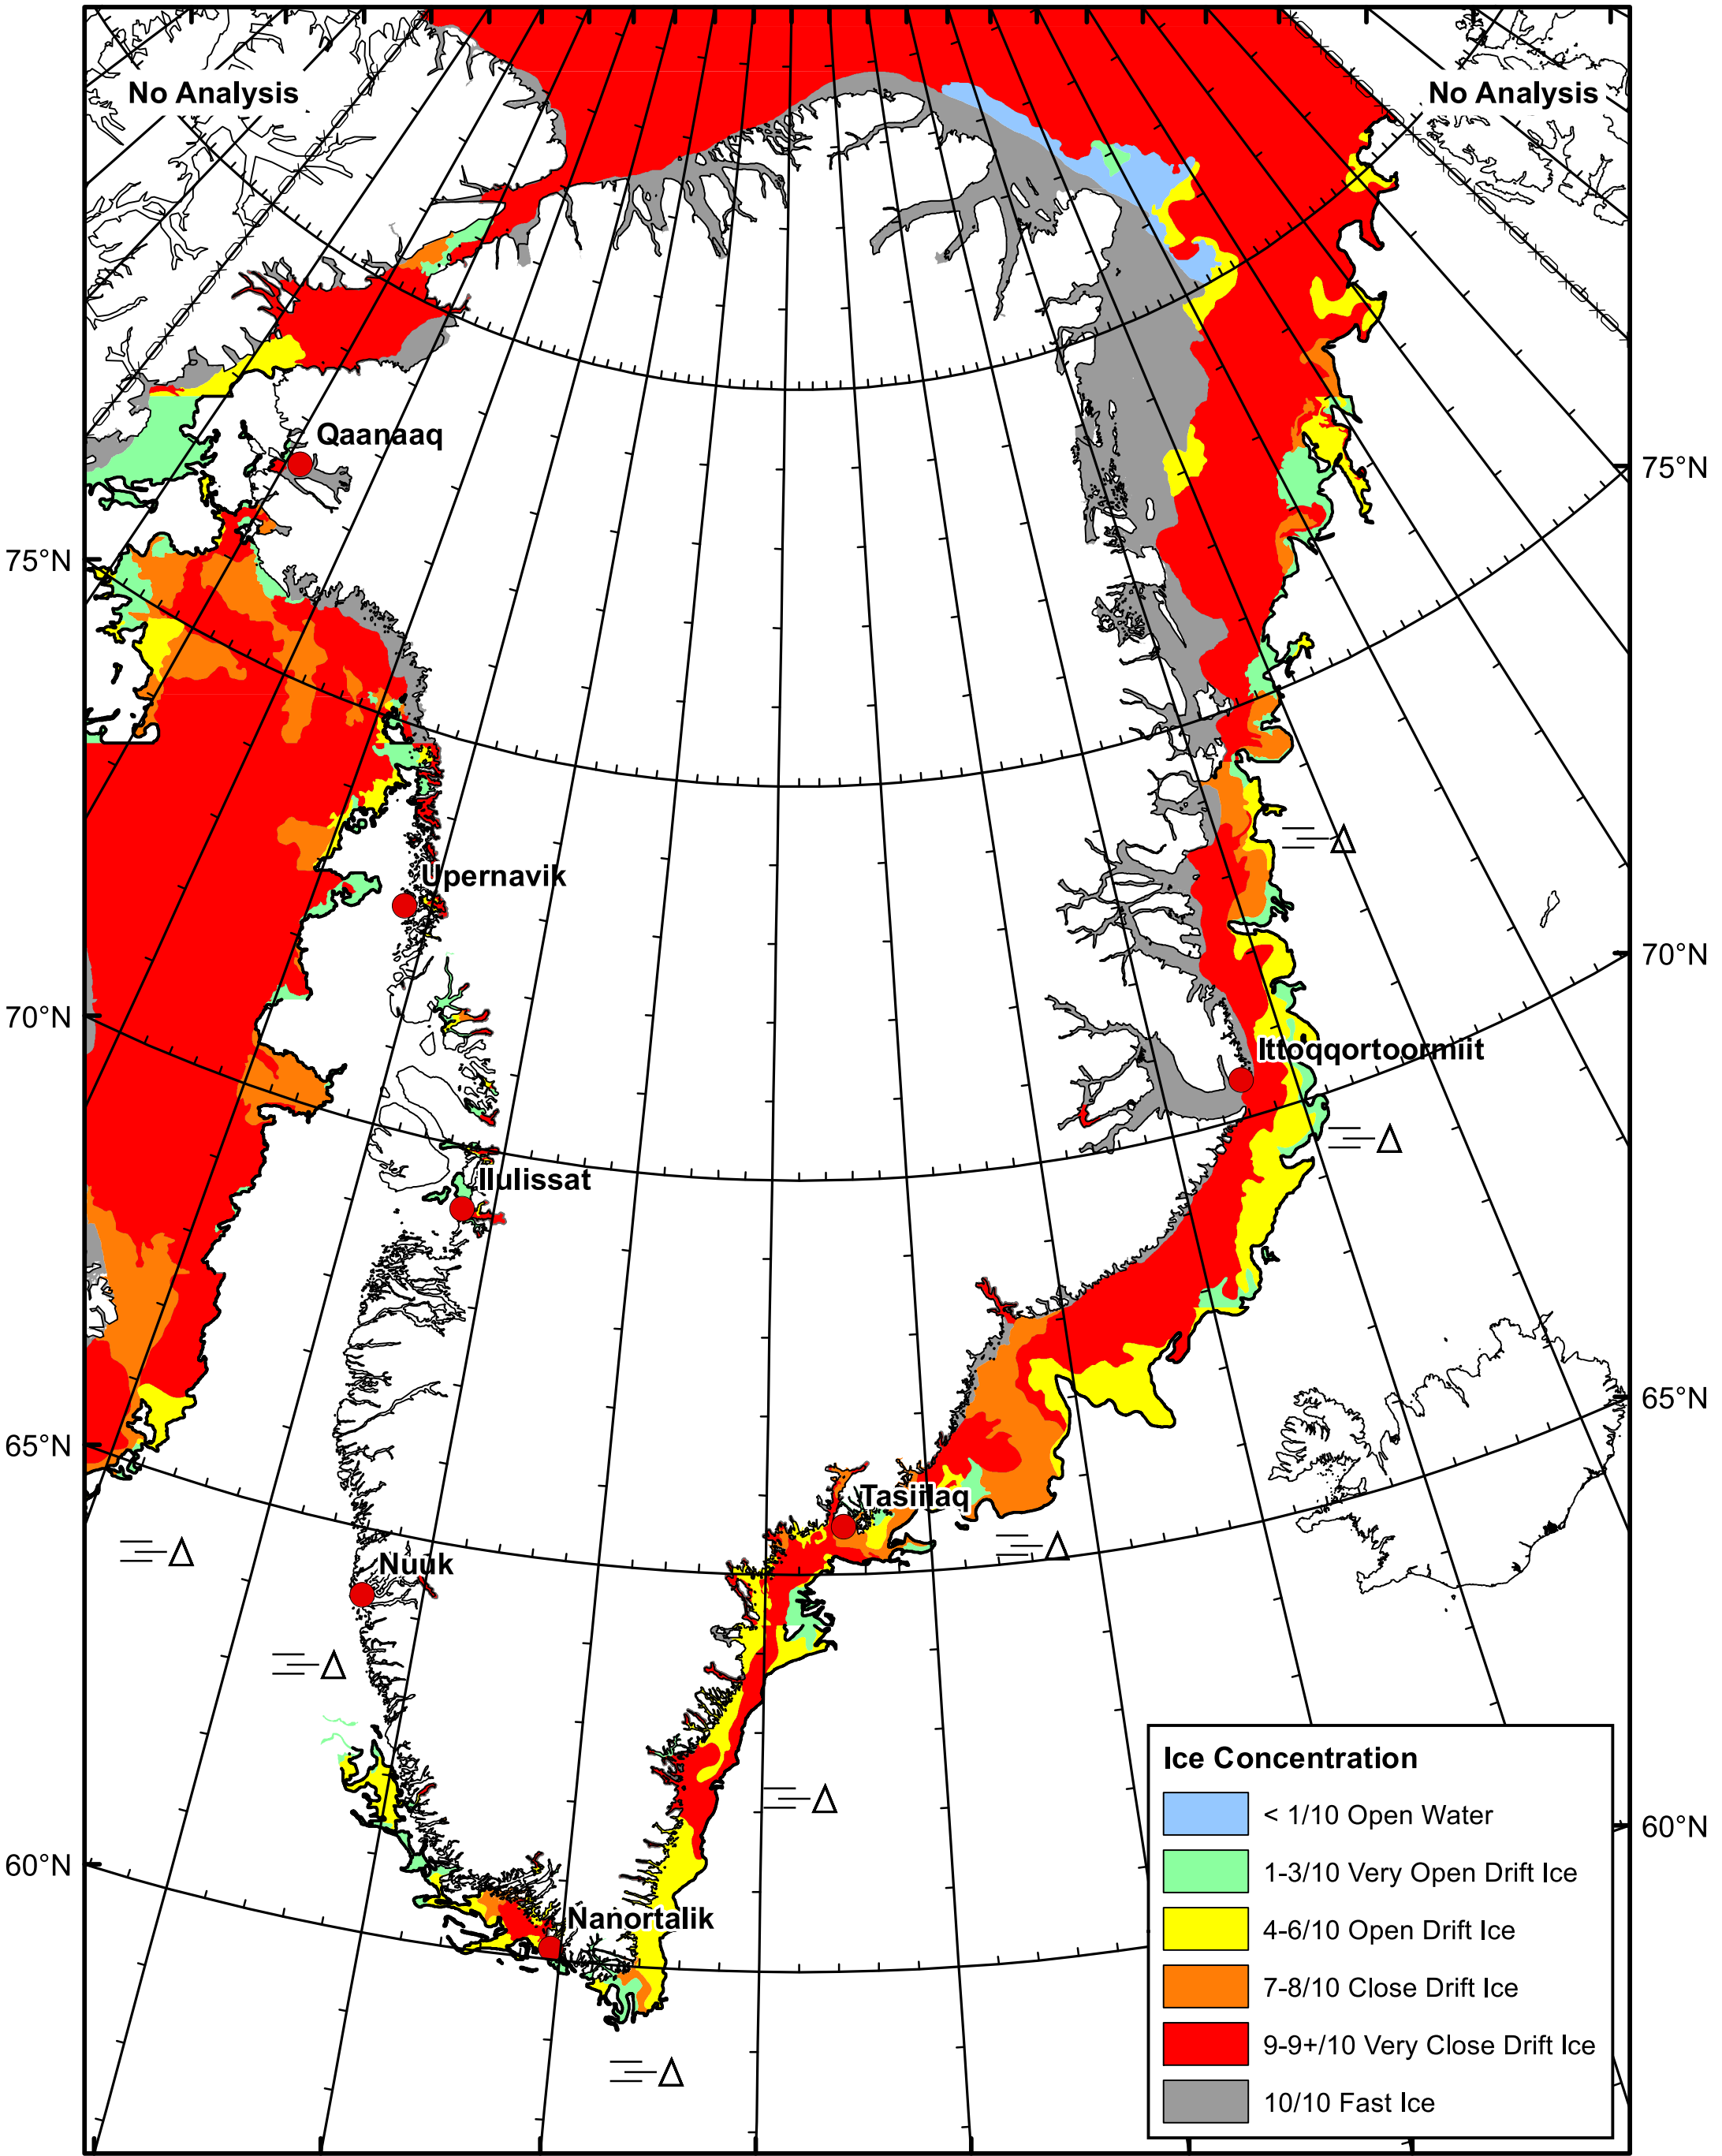 No Analysis
No Analysis
Qaanaaq
75°N
75°N
Upernavik
70°N
70°N
Ittoqqortoormiit
Ilulissat
65°N
65°N
Tasiilaq
Nuuk
60°N
60°N
Nanortalik
Ice Concentration
< 1/10 Open Water
1-3/10 Very Open Drift Ice
4-6/10 Open Drift Ice
7-8/10 Close Drift Ice
9-9+/10 Very Close Drift Ice
10/10 Fast Ice